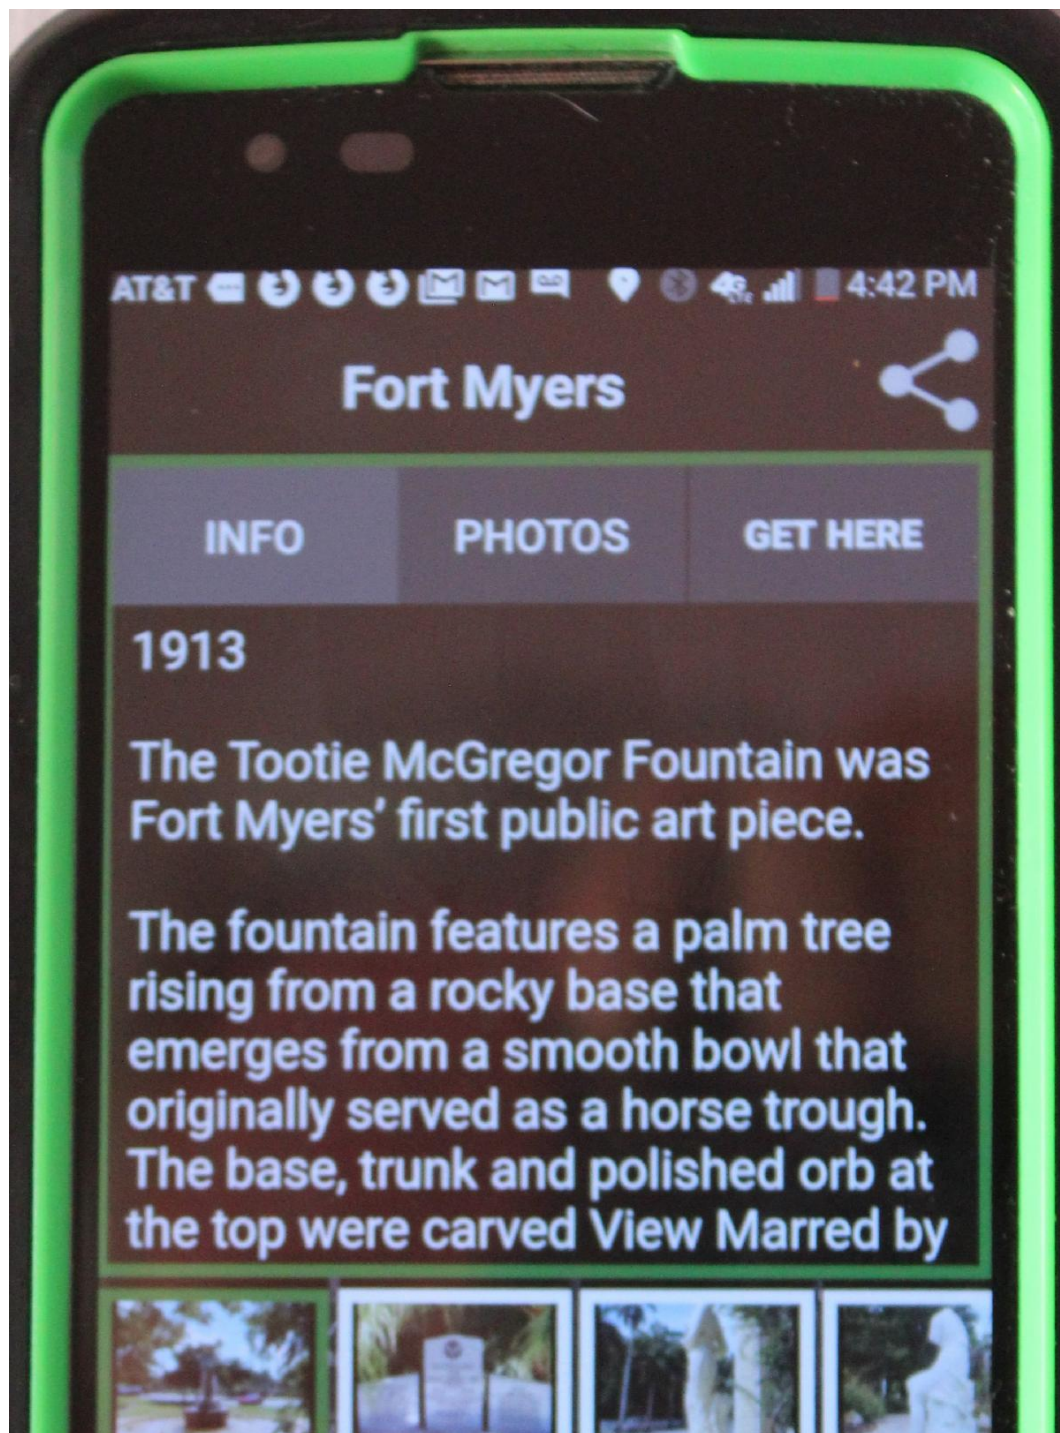 AT&T 4G LTE 4:42 PM
Fort Myers
INFO PHOTOS GET HERE
1913
The Tootie McGregor Fountain was
Fort Myers’ first public art piece.
The fountain features a palm tree
rising from a rocky base that
emerges from a smooth bowl that
originally served as a horse trough.
The base, trunk and polished orb at
the top were carved View Marred by